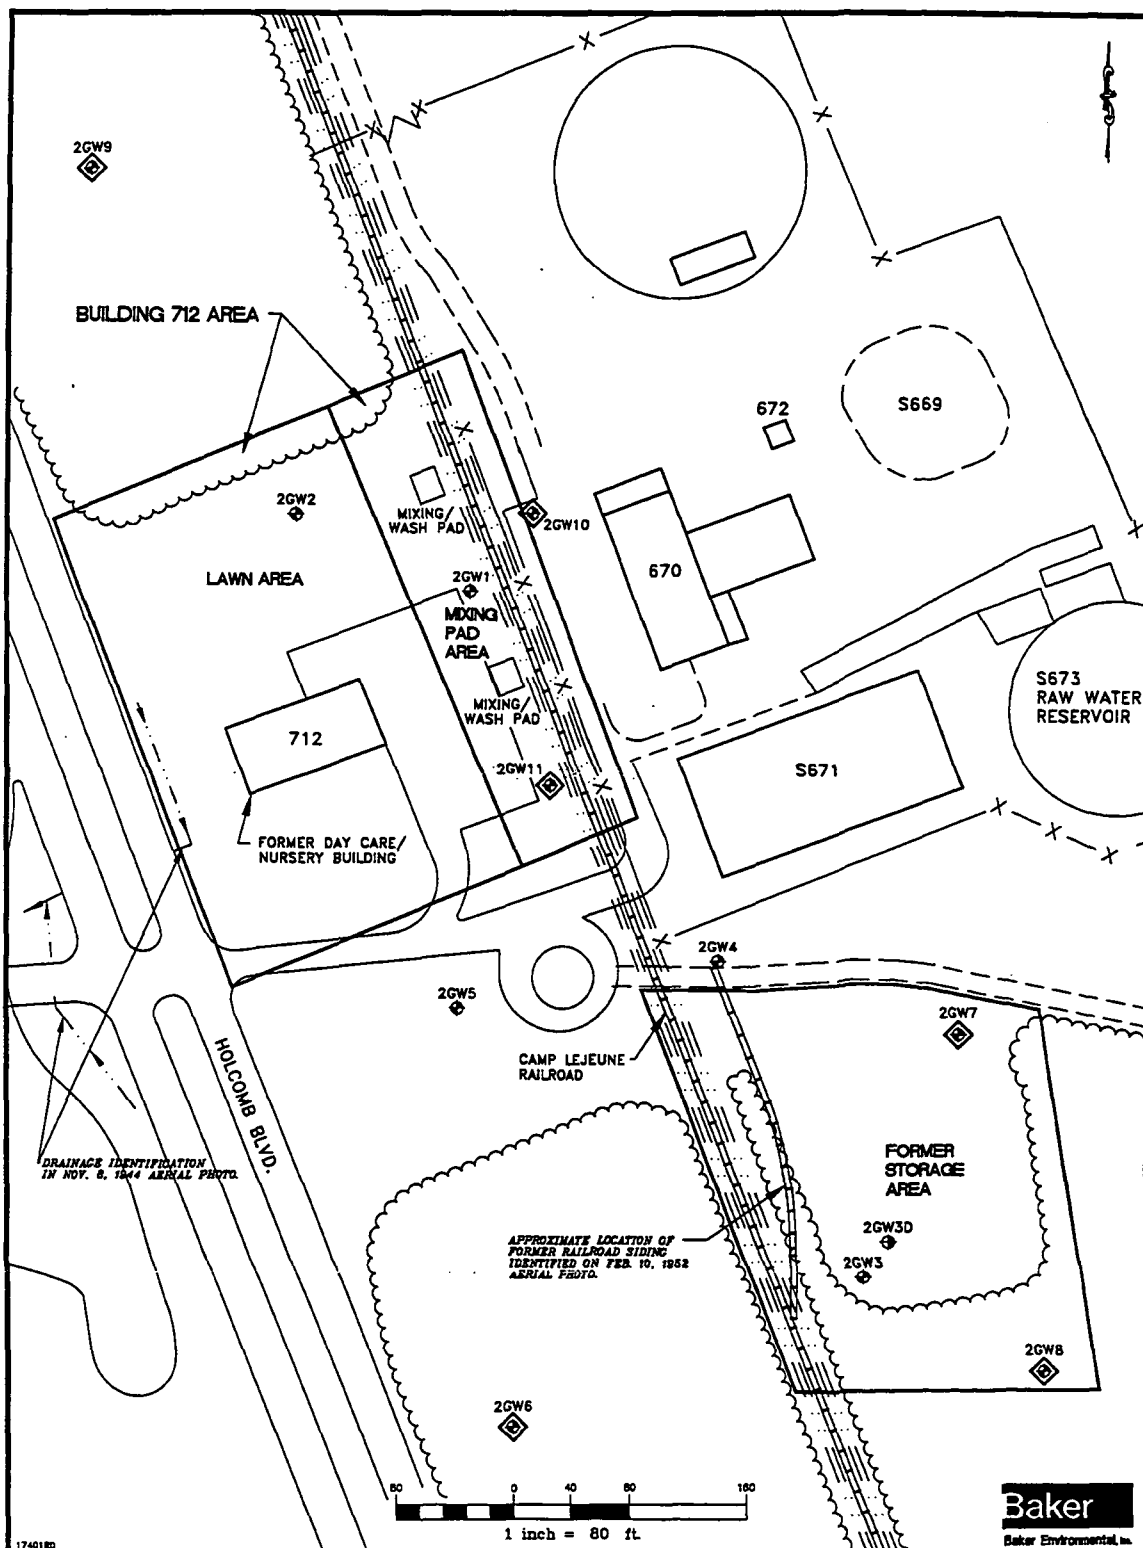 2GW9
BUILDING 712 AREA
S669
672
2GW2
MIXING/
WASH PAD
2GW10
LAWN AREA
2GW1
670
MIXING
PAD
AREA
S673
RAW WATER
RESERVOIR
MIXING/
WASH PAD
712
2GW11
S671
FORMER DAY CARE/
NURSERY BUILDING
2GW4
2GW5
2GW7
CAMP LEJEUNE
RAILROAD
HOLCOMB BLVD.
DRAINAGE IDENTIFICATION
IN NOV. 8, 1944 AERIAL PHOTO.
FORMER
STORAGE
AREA
APPROXIMATE LOCATION OF
FORMER RAILROAD SIDING
IDENTIFIED ON FEB. 10, 1952
AERIAL PHOTO.
2GW3D
2GW3
2GW8
2GW6
0 40 80 160
1 inch = 80 ft.
Baker
Baker Environmental, Inc.